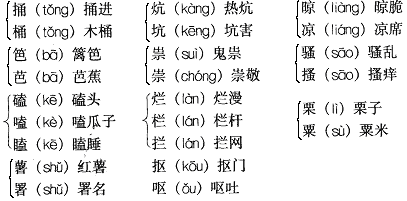 捅（tǒng）捅进 炕（kàng）热炕 晾（liàng）晾脆
桶（tǒng）木桶 坑（kēng）坑害 凉（liáng）凉席
笆（bā）篱笆 祟（suì）鬼祟 骚（sāo）骚乱
芭（bā）芭蕉 崇（chóng）崇敬 搔（sāo）搔痒
磕（kē）磕头 烂（làn）烂漫 栗（lì）栗子
嗑（kè）嗑瓜子 栏（lán）栏杆 粟（sù）粟米
瞌（kē）瞌睡 拦（lán）拦网
薯（shǔ）红薯 抠（kōu）抠门
署（shǔ）署名 呕（ǒu）呕吐